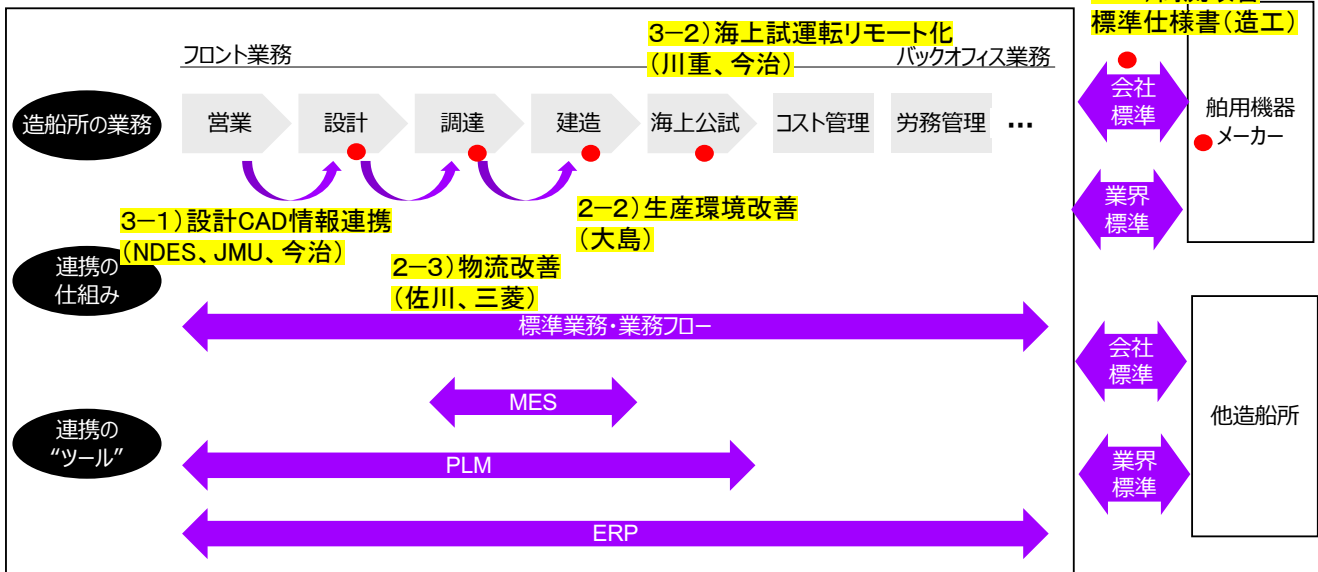 標準仕様書(造工)
3-2)海上試運転リモート化
(川重、今治)
フロント業務
バックオフィス業務
造船所の業務
営業
設計
調達
建造
海上公試
コスト管理
労務管理
…
会社
標準
舶用機器
メーカー
業界
標準
3-1)設計CAD情報連携
(NDES、JMU、今治)
2-2)生産環境改善
(大島)
連携の
仕組み
2-3)物流改善
(佐川、三菱)
標準業務・業務フロー
会社
標準
MES
他造船所
連携の
“ツール”
PLM
業界
標準
ERP